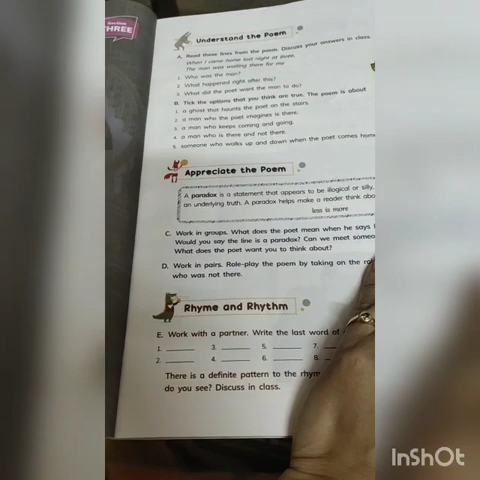 Section
THREE
Understand the Poem
A. Read these lines from the poem. Discuss your answers in class.
When I came home last night at three,
The man was waiting there for me
1. Who was the man?
2. What happened right after this?
3. What did the poet want the man to do?
B. Tick the options that you think are true. The poem is about
1. a ghost that haunts the poet on the stairs.
2. a man who the poet imagines is there.
3. a man who keeps coming and going.
4. a man who is there and not there.
5. someone who walks up and down when the poet comes home
Appreciate the Poem
A paradox is a statement that appears to be illogical or silly,
an underlying truth. A paradox helps make a reader think abo
less is more
C. Work in groups. What does the poet mean when he says
Would you say the line is a paradox? Can we meet someo
What does the poet want you to think about?
D. Work in pairs. Role-play the poem by taking on the ro
who was not there.
Rhyme and Rhythm
E. Work with a partner. Write the last word of
1. ______ 3. ______ 5. ______ 7. __
2. ______ 4. ______ 6. ______ 8. _
There is a definite pattern to the rhym
do you see? Discuss in class.
InShOt